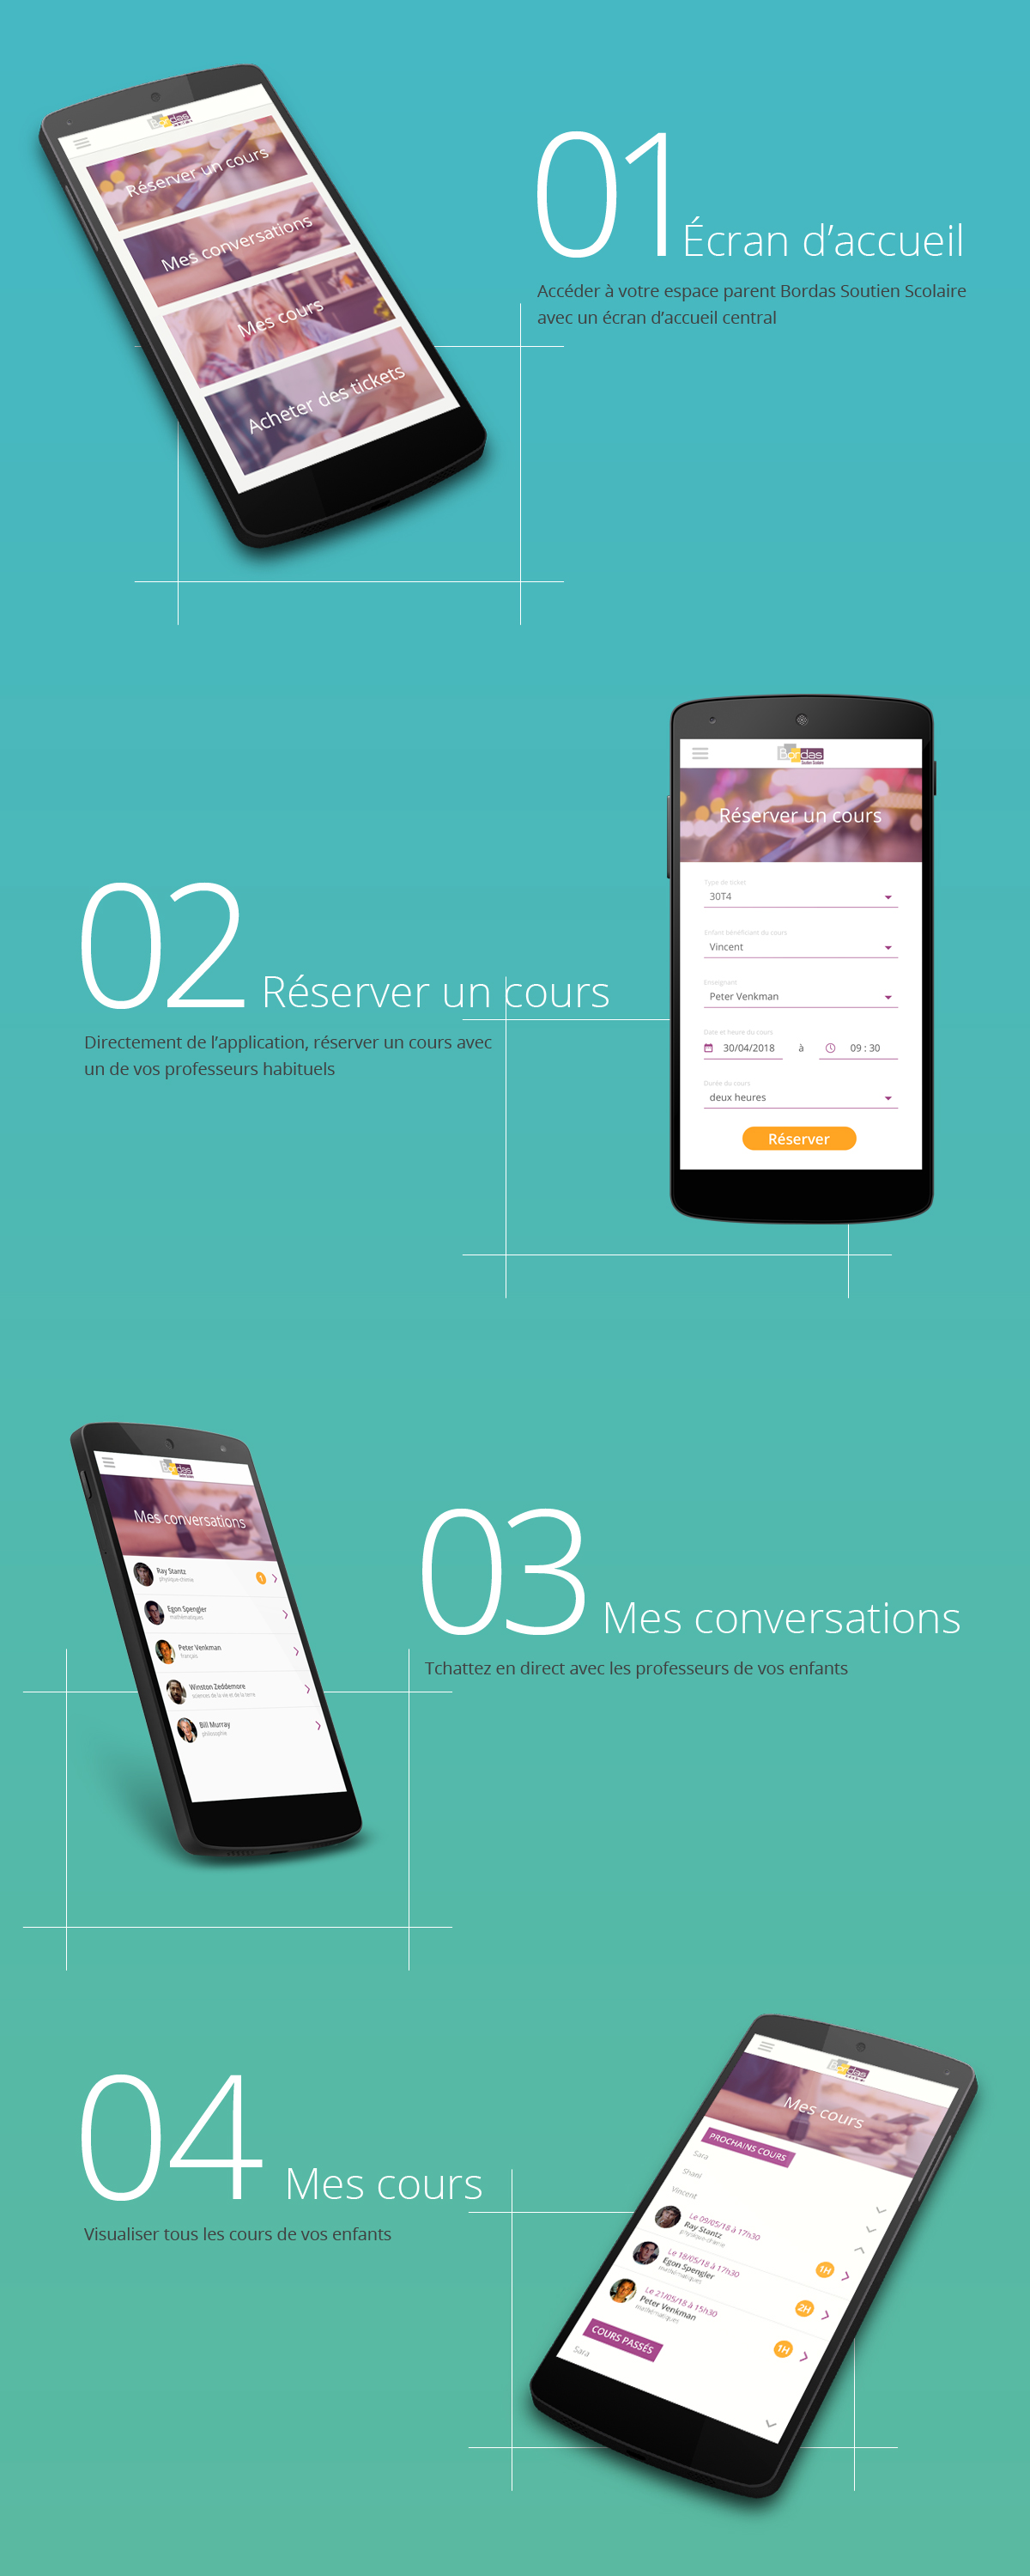 Bordas
Réserver un cours
Mes conversations
Mes cours
Acheter des tickets
01 Écran d’accueil
Accéder à votre espace parent Bordas Soutien Scolaire
avec un écran d’accueil central
Bordas
Soutien Scolaire
Réserver un cours
Type de ticket
30T4
Enfant bénéficiant du cours
Vincent
Enseignant
Peter Venkman
Date et heure du cours
30/04/2018 à 09 : 30
Durée du cours
deux heures
Réserver
02 Réserver un cours
Directement de l’application, réserver un cours avec
un de vos professeurs habituels
Bordas
Mes conversations
Ray Stantz
physique-chimie
1
Egon Spengler
mathématiques
Peter Venkman
français
Winston Zeddemore
sciences de la vie et de la terre
Bill Murray
philosophie
03 Mes conversations
Tchattez en direct avec les professeurs de vos enfants
04 Mes cours
Visualiser tous les cours de vos enfants
Bordas
Mes cours
PROCHAINS COURS
Sara
Shani
Vincent
Le 09/05/18 à 17h30
Ray Stantz
physique-chimie
1H
Le 18/05/18 à 17h30
Egon Spengler
mathématiques
2H
Le 21/05/18 à 15h30
Peter Venkman
mathématiques
1H
COURS PASSÉS
Sara